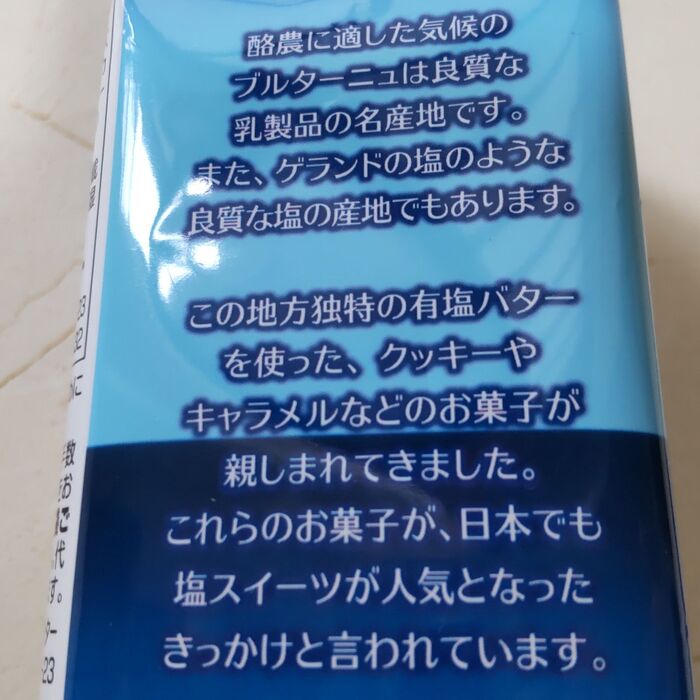 酪農に適した気候の
ブルターニュは良質な
乳製品の名産地です。
また、ゲランドの塩のような
良質な塩の産地でもあります。
この地方独特の有塩バター
を使った、クッキーや
キャラメルなどのお菓子が
親しまれてきました。
これらのお菓子が、日本でも
塩スイーツが人気となった
きっかけと言われています。